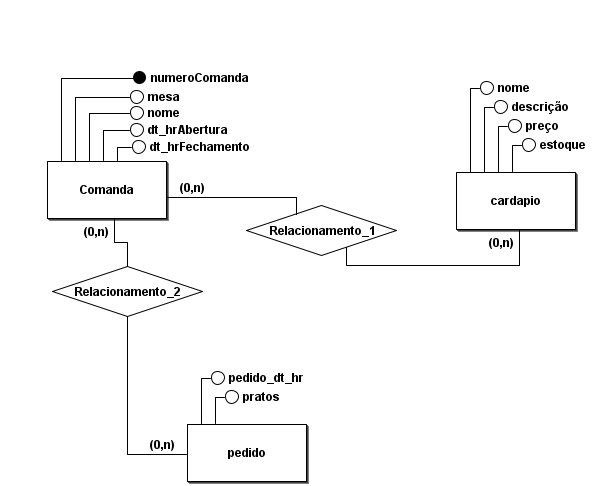 numeroComanda
mesa
nome
dt_hrAbertura
dt_hrFechamento
Comanda
(0,n)
(0,n)
Relacionamento_1
nome
descrição
preço
estoque
cardapio
(0,n)
Relacionamento_2
pedido_dt_hr
pratos
(0,n)
pedido